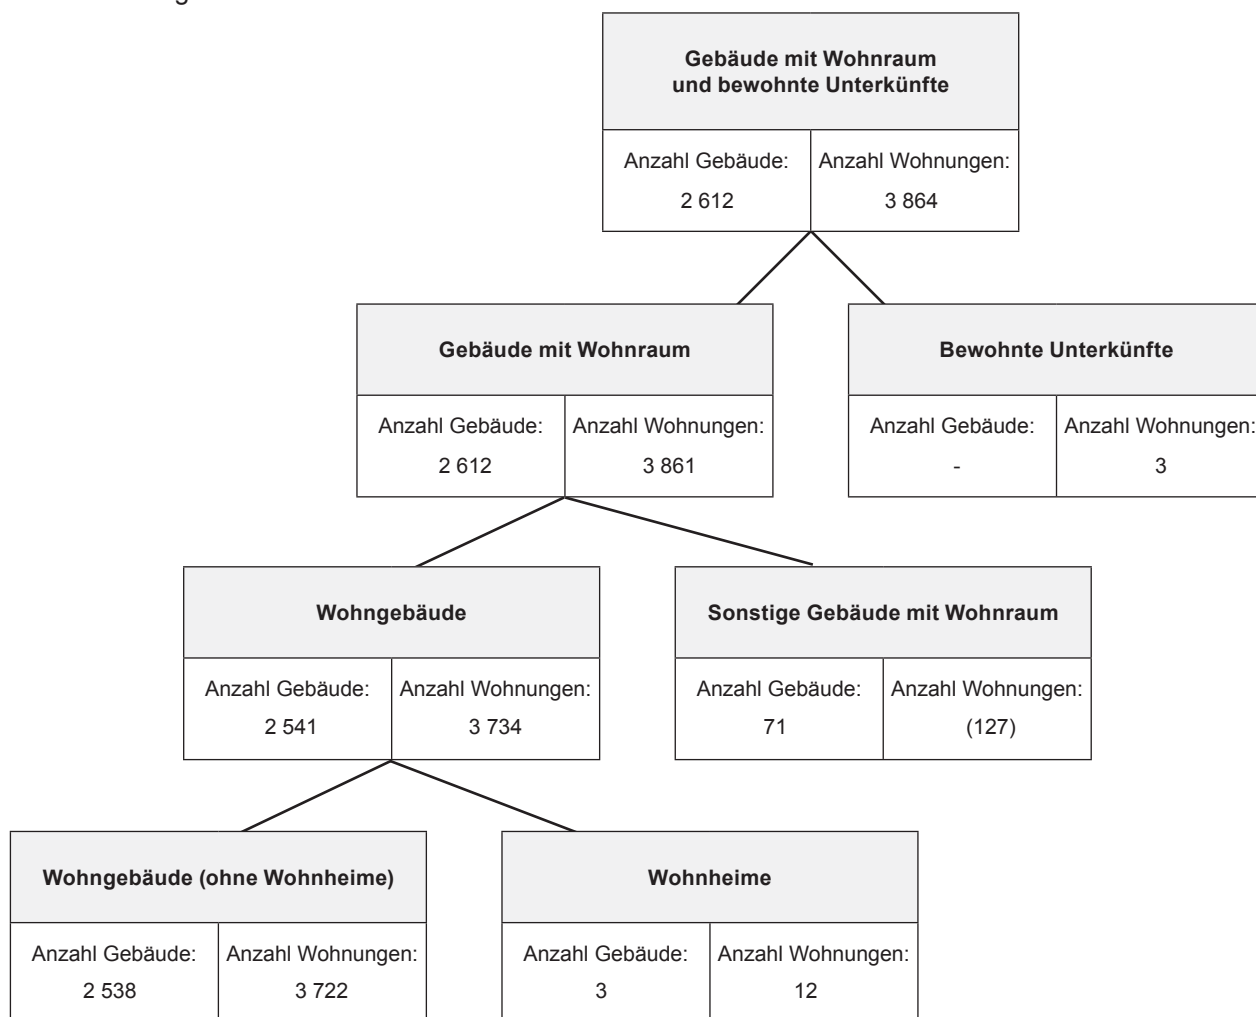 Gebäude mit Wohnraum
und bewohnte Unterkünfte
Anzahl Gebäude: Anzahl Wohnungen:
2 612 3 864
Gebäude mit Wohnraum
Anzahl Gebäude: Anzahl Wohnungen:
2 612 3 861
Bewohnte Unterkünfte
Anzahl Gebäude: Anzahl Wohnungen:
- 3
Wohngebäude
Anzahl Gebäude: Anzahl Wohnungen:
2 541 3 734
Sonstige Gebäude mit Wohnraum
Anzahl Gebäude: Anzahl Wohnungen:
71 (127)
Wohngebäude (ohne Wohnheime)
Anzahl Gebäude: Anzahl Wohnungen:
2 538 3 722
Wohnheime
Anzahl Gebäude: Anzahl Wohnungen:
3 12